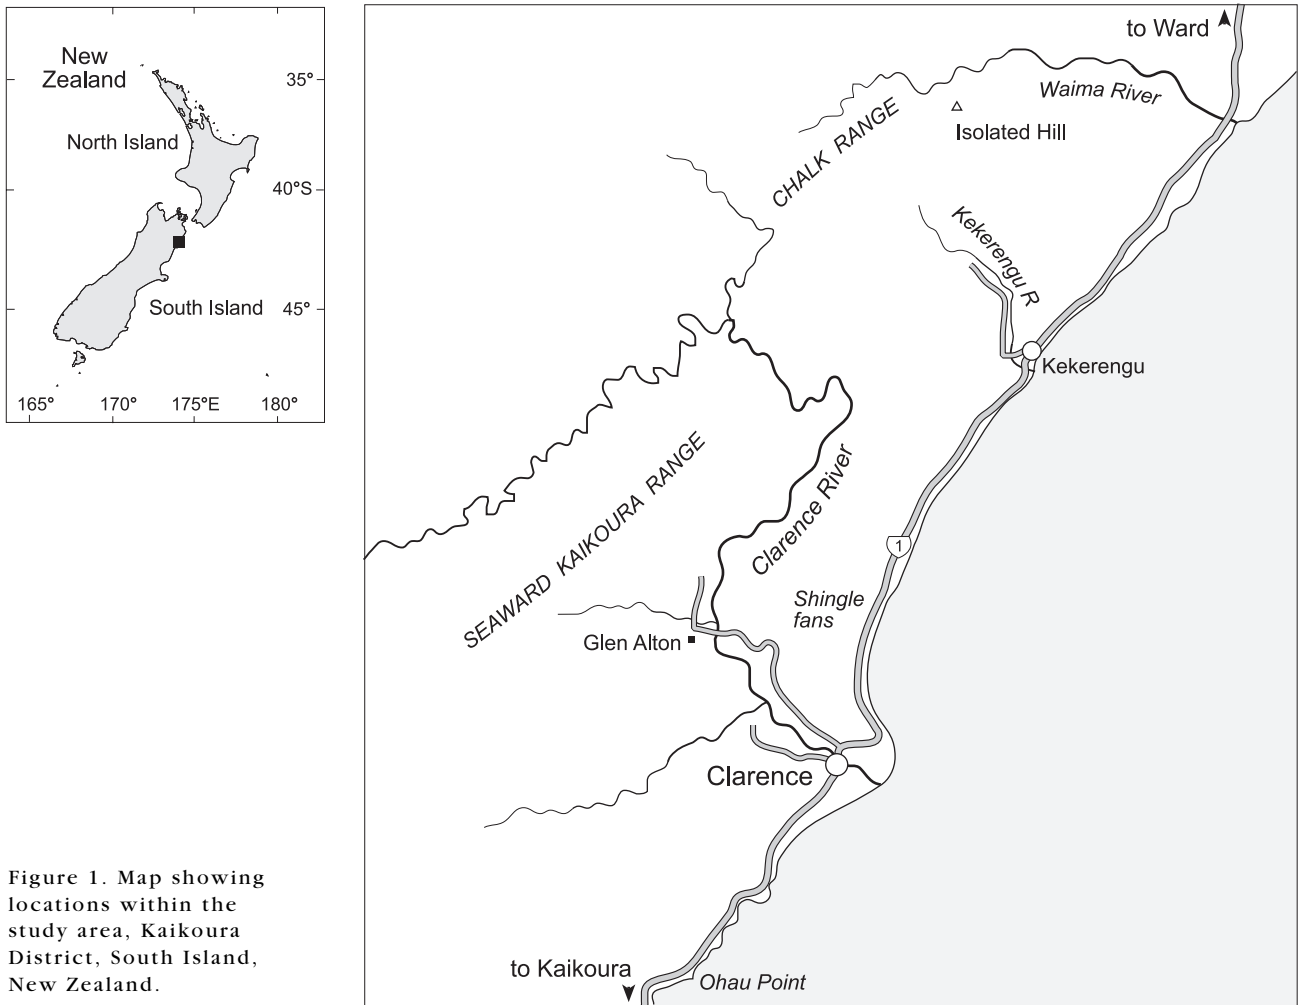 New
Zealand
35°
North Island
40°S
South Island
45°
165°
170°
175°E
180°
to Ward
Waima River
Isolated Hill
CHALK RANGE
Kekerengu R
Kekerengu
SEAWARD KAIKOURA RANGE
Clarence River
1
Shingle
fans
Glen Alton
Clarence
to Kaikoura
Ohau Point
Figure 1. Map showing
locations within the
study area, Kaikoura
District, South Island,
New Zealand.